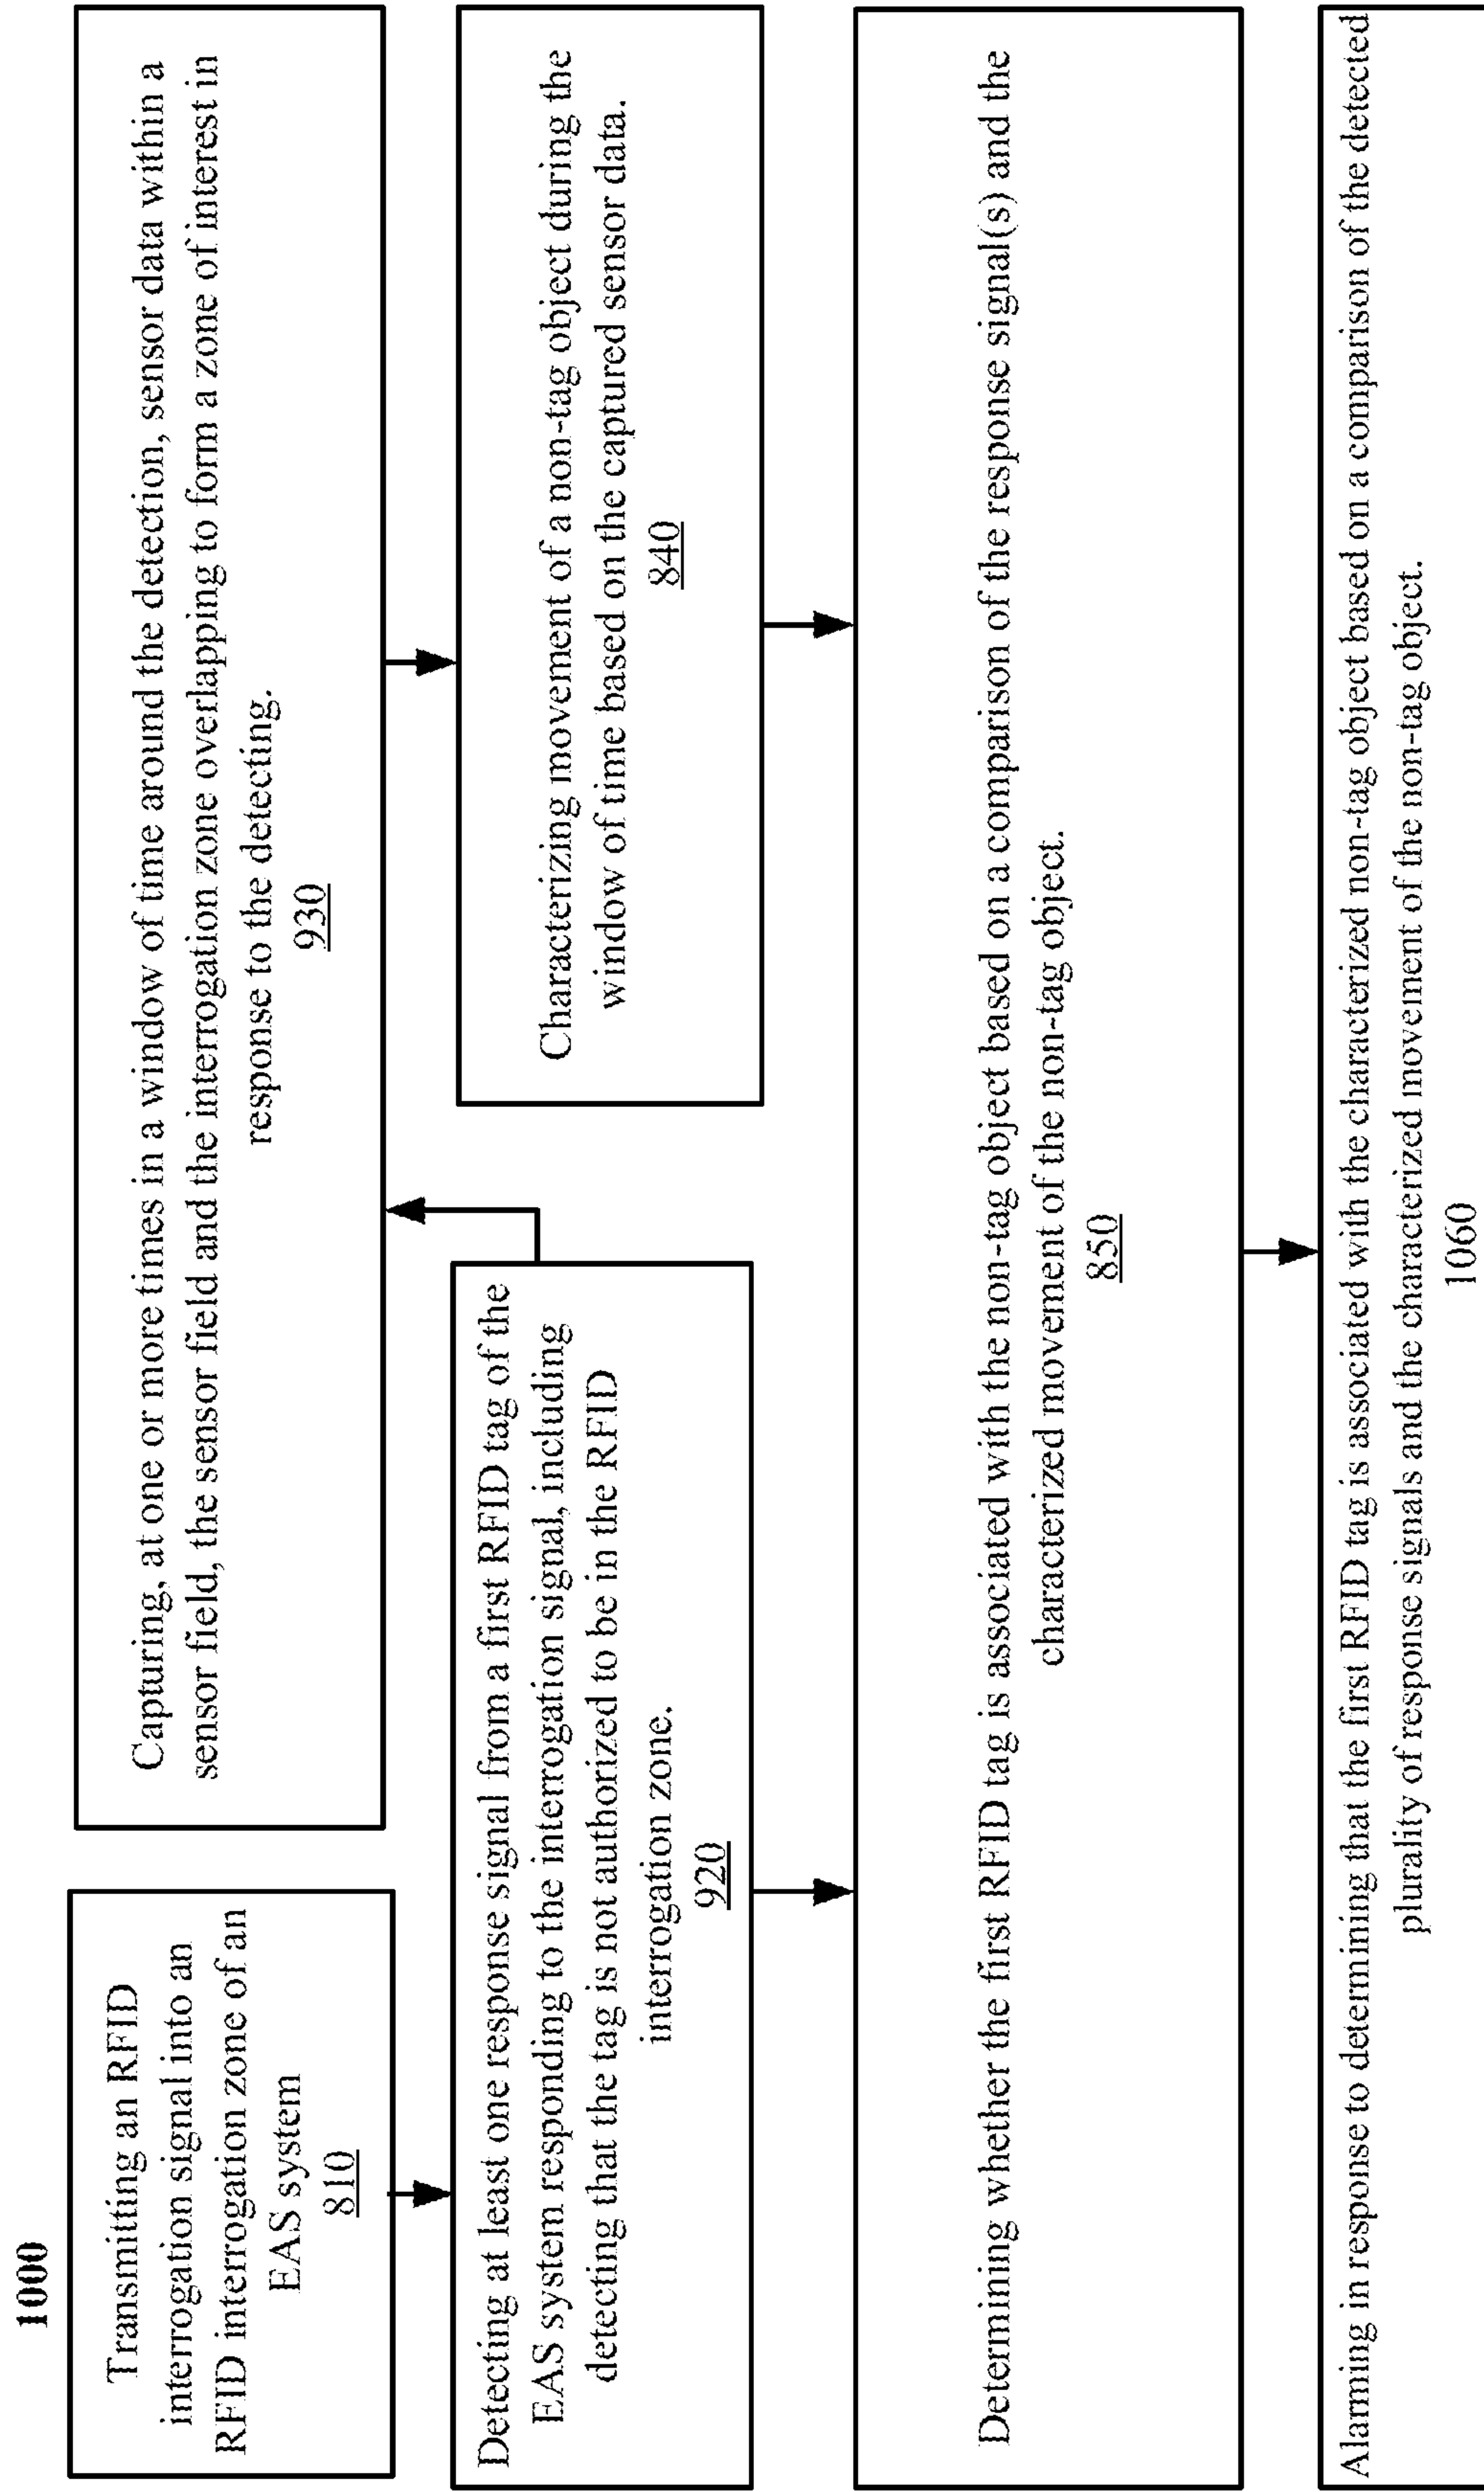 1000
Transmitting an RFID
interrogation signal into an
RFID interrogation zone of an
EAS system
810
Capturing, at one or more times in a window of time around the detection, sensor data within a
sensor field, the sensor field and the interrogation zone overlapping to form a zone of interest in
response to the detecting.
930
Detecting at least one response signal from a first RFID tag of the
EAS system responding to the interrogation signal, including
detecting that the tag is not authorized to be in the RFID
interrogation zone.
920
Characterizing movement of a non-tag object during the
window of time based on the captured sensor data.
840
Determining whether the first RFID tag is associated with the non-tag object based on a comparison of the response signal(s) and the
characterized movement of the non-tag object.
850
Alarming in response to determining that the first RFID tag is associated with the characterized non-tag object based on a comparison of the detected
plurality of response signals and the characterized movement of the non-tag object.
1060